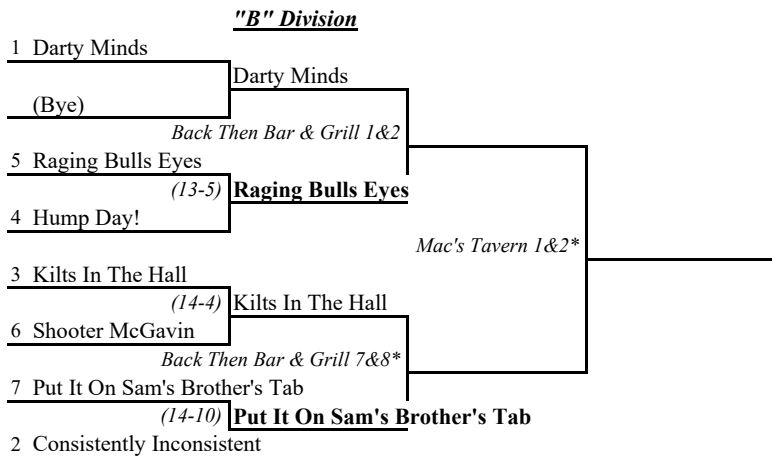 "B" Division
1 Darty Minds
Darty Minds
(Bye)
Back Then Bar & Grill 1&2
5 Raging Bulls Eyes
(13-5) Raging Bulls Eyes
4 Hump Day!
Mac's Tavern 1&2*
3 Kilts In The Hall
(14-4) Kilts In The Hall
6 Shooter McGavin
Back Then Bar & Grill 7&8*
7 Put It On Sam's Brother's Tab
(14-10) Put It On Sam's Brother's Tab
2 Consistently Inconsistent